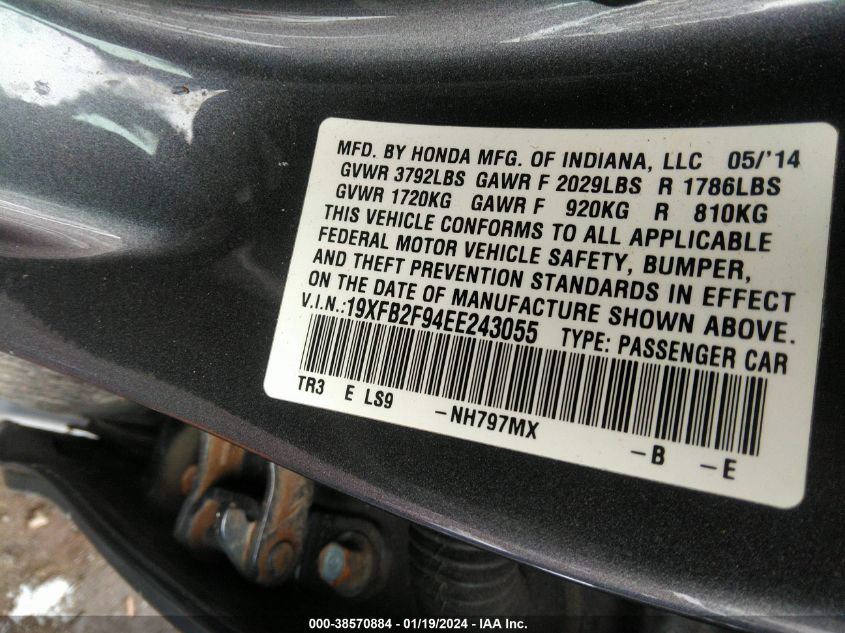 MFD. BY HONDA MFG. OF INDIANA, LLC 05/'14
GVWR 3792LBS GAWR F 2029LBS R 1786LBS
GVWR 1720KG GAWR F 920KG R 810KG
THIS VEHICLE CONFORMS TO ALL APPLICABLE
FEDERAL MOTOR VEHICLE SAFETY, BUMPER,
AND THEFT PREVENTION STANDARDS IN EFFECT
ON THE DATE OF MANUFACTURE SHOWN ABOVE.
V.I.N.:19XFB2F94EE243055 TYPE: PASSENGER CAR
TR3 E LS9 -NH797MX -B -E
000-38570884 - 01/19/2024 - IAA Inc.